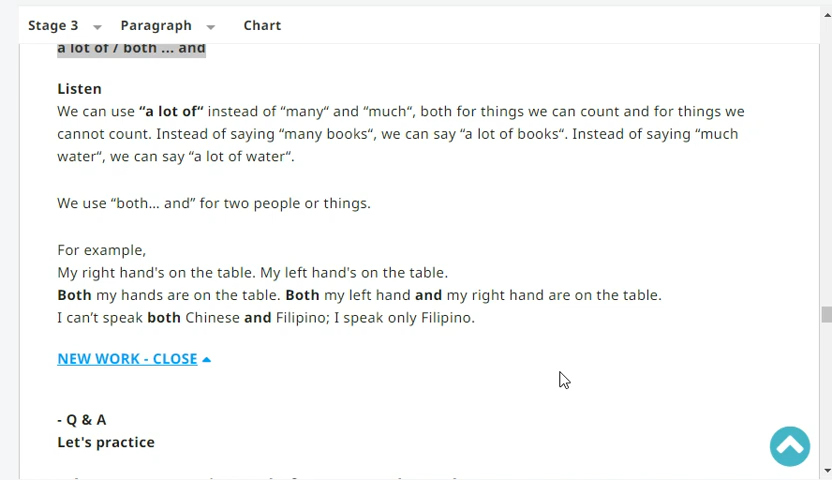 Stage 3 Paragraph Chart
a lot of / both ... and
Listen
We can use “a lot of“ instead of “many“ and “much“, both for things we can count and for things we
cannot count. Instead of saying “many books“, we can say “a lot of books“. Instead of saying “much
water“, we can say “a lot of water“.
We use “both... and” for two people or things.
For example,
My right hand's on the table. My left hand's on the table.
Both my hands are on the table. Both my left hand and my right hand are on the table.
I can’t speak both Chinese and Filipino; I speak only Filipino.
NEW WORK - CLOSE
- Q & A
Let's practice